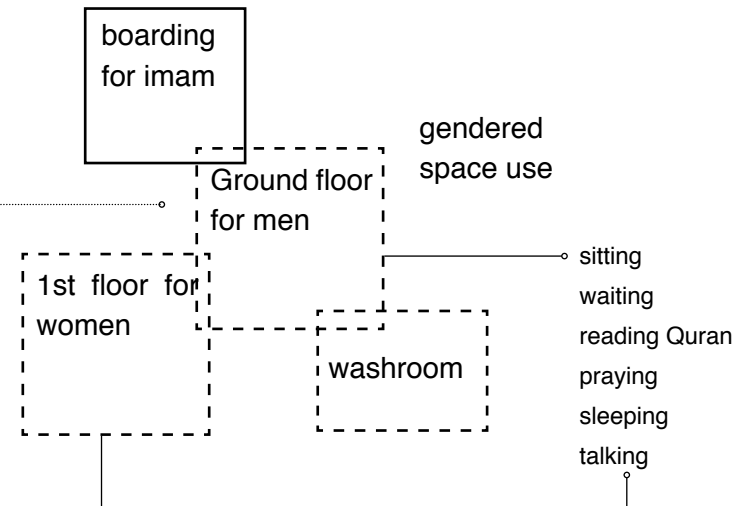 boarding
for imam
gendered
space use
Ground floor
for men
1st floor for
women
washroom
sitting
waiting
reading Quran
praying
sleeping
talking